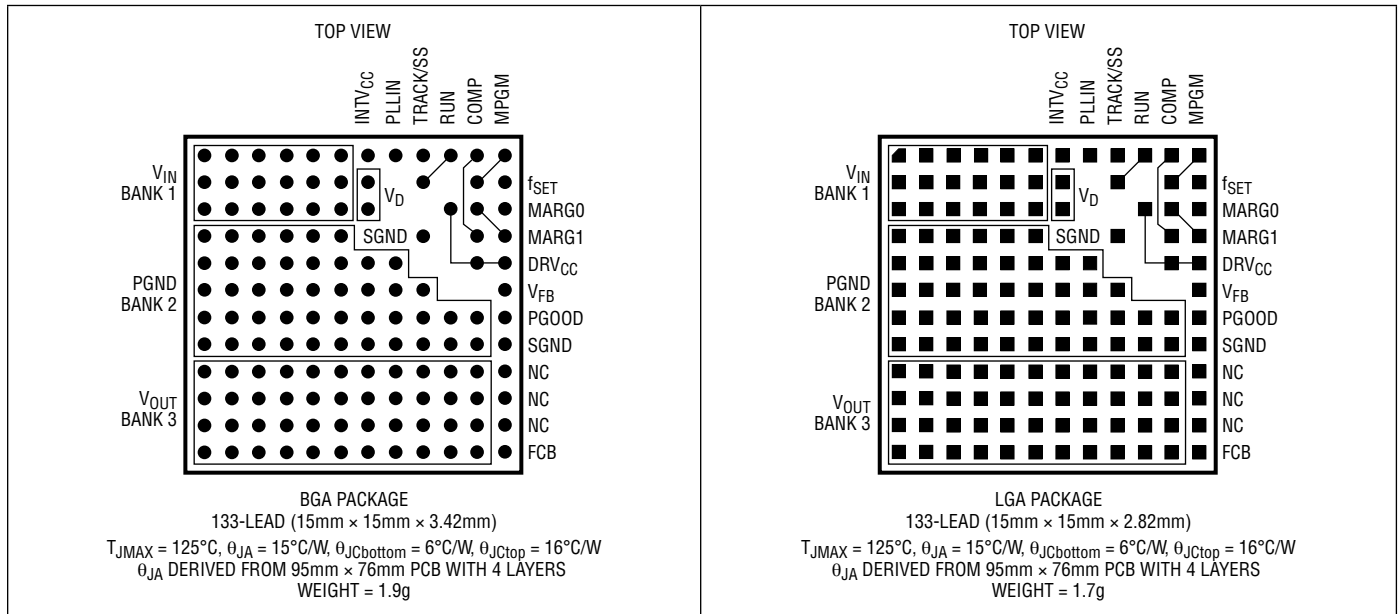 TOP VIEW
INTVCC
PLLIN
TRACK/SS
RUN
COMP
MPGM
VIN
BANK 1
VD
fSET
MARG0
MARG1
SGND
DRVCC
PGND
BANK 2
VFB
PGOOD
SGND
NC
VOUT
BANK 3
NC
NC
FCB
BGA PACKAGE
133-LEAD (15mm × 15mm × 3.42mm)
TJMAX = 125°C, θJA = 15°C/W, θJCbottom = 6°C/W, θJCtop = 16°C/W
θJA DERIVED FROM 95mm × 76mm PCB WITH 4 LAYERS
WEIGHT = 1.9g
TOP VIEW
INTVCC
PLLIN
TRACK/SS
RUN
COMP
MPGM
VIN
BANK 1
VD
fSET
MARG0
MARG1
SGND
DRVCC
PGND
BANK 2
VFB
PGOOD
SGND
NC
VOUT
BANK 3
NC
NC
FCB
LGA PACKAGE
133-LEAD (15mm × 15mm × 2.82mm)
TJMAX = 125°C, θJA = 15°C/W, θJCbottom = 6°C/W, θJCtop = 16°C/W
θJA DERIVED FROM 95mm × 76mm PCB WITH 4 LAYERS
WEIGHT = 1.7g